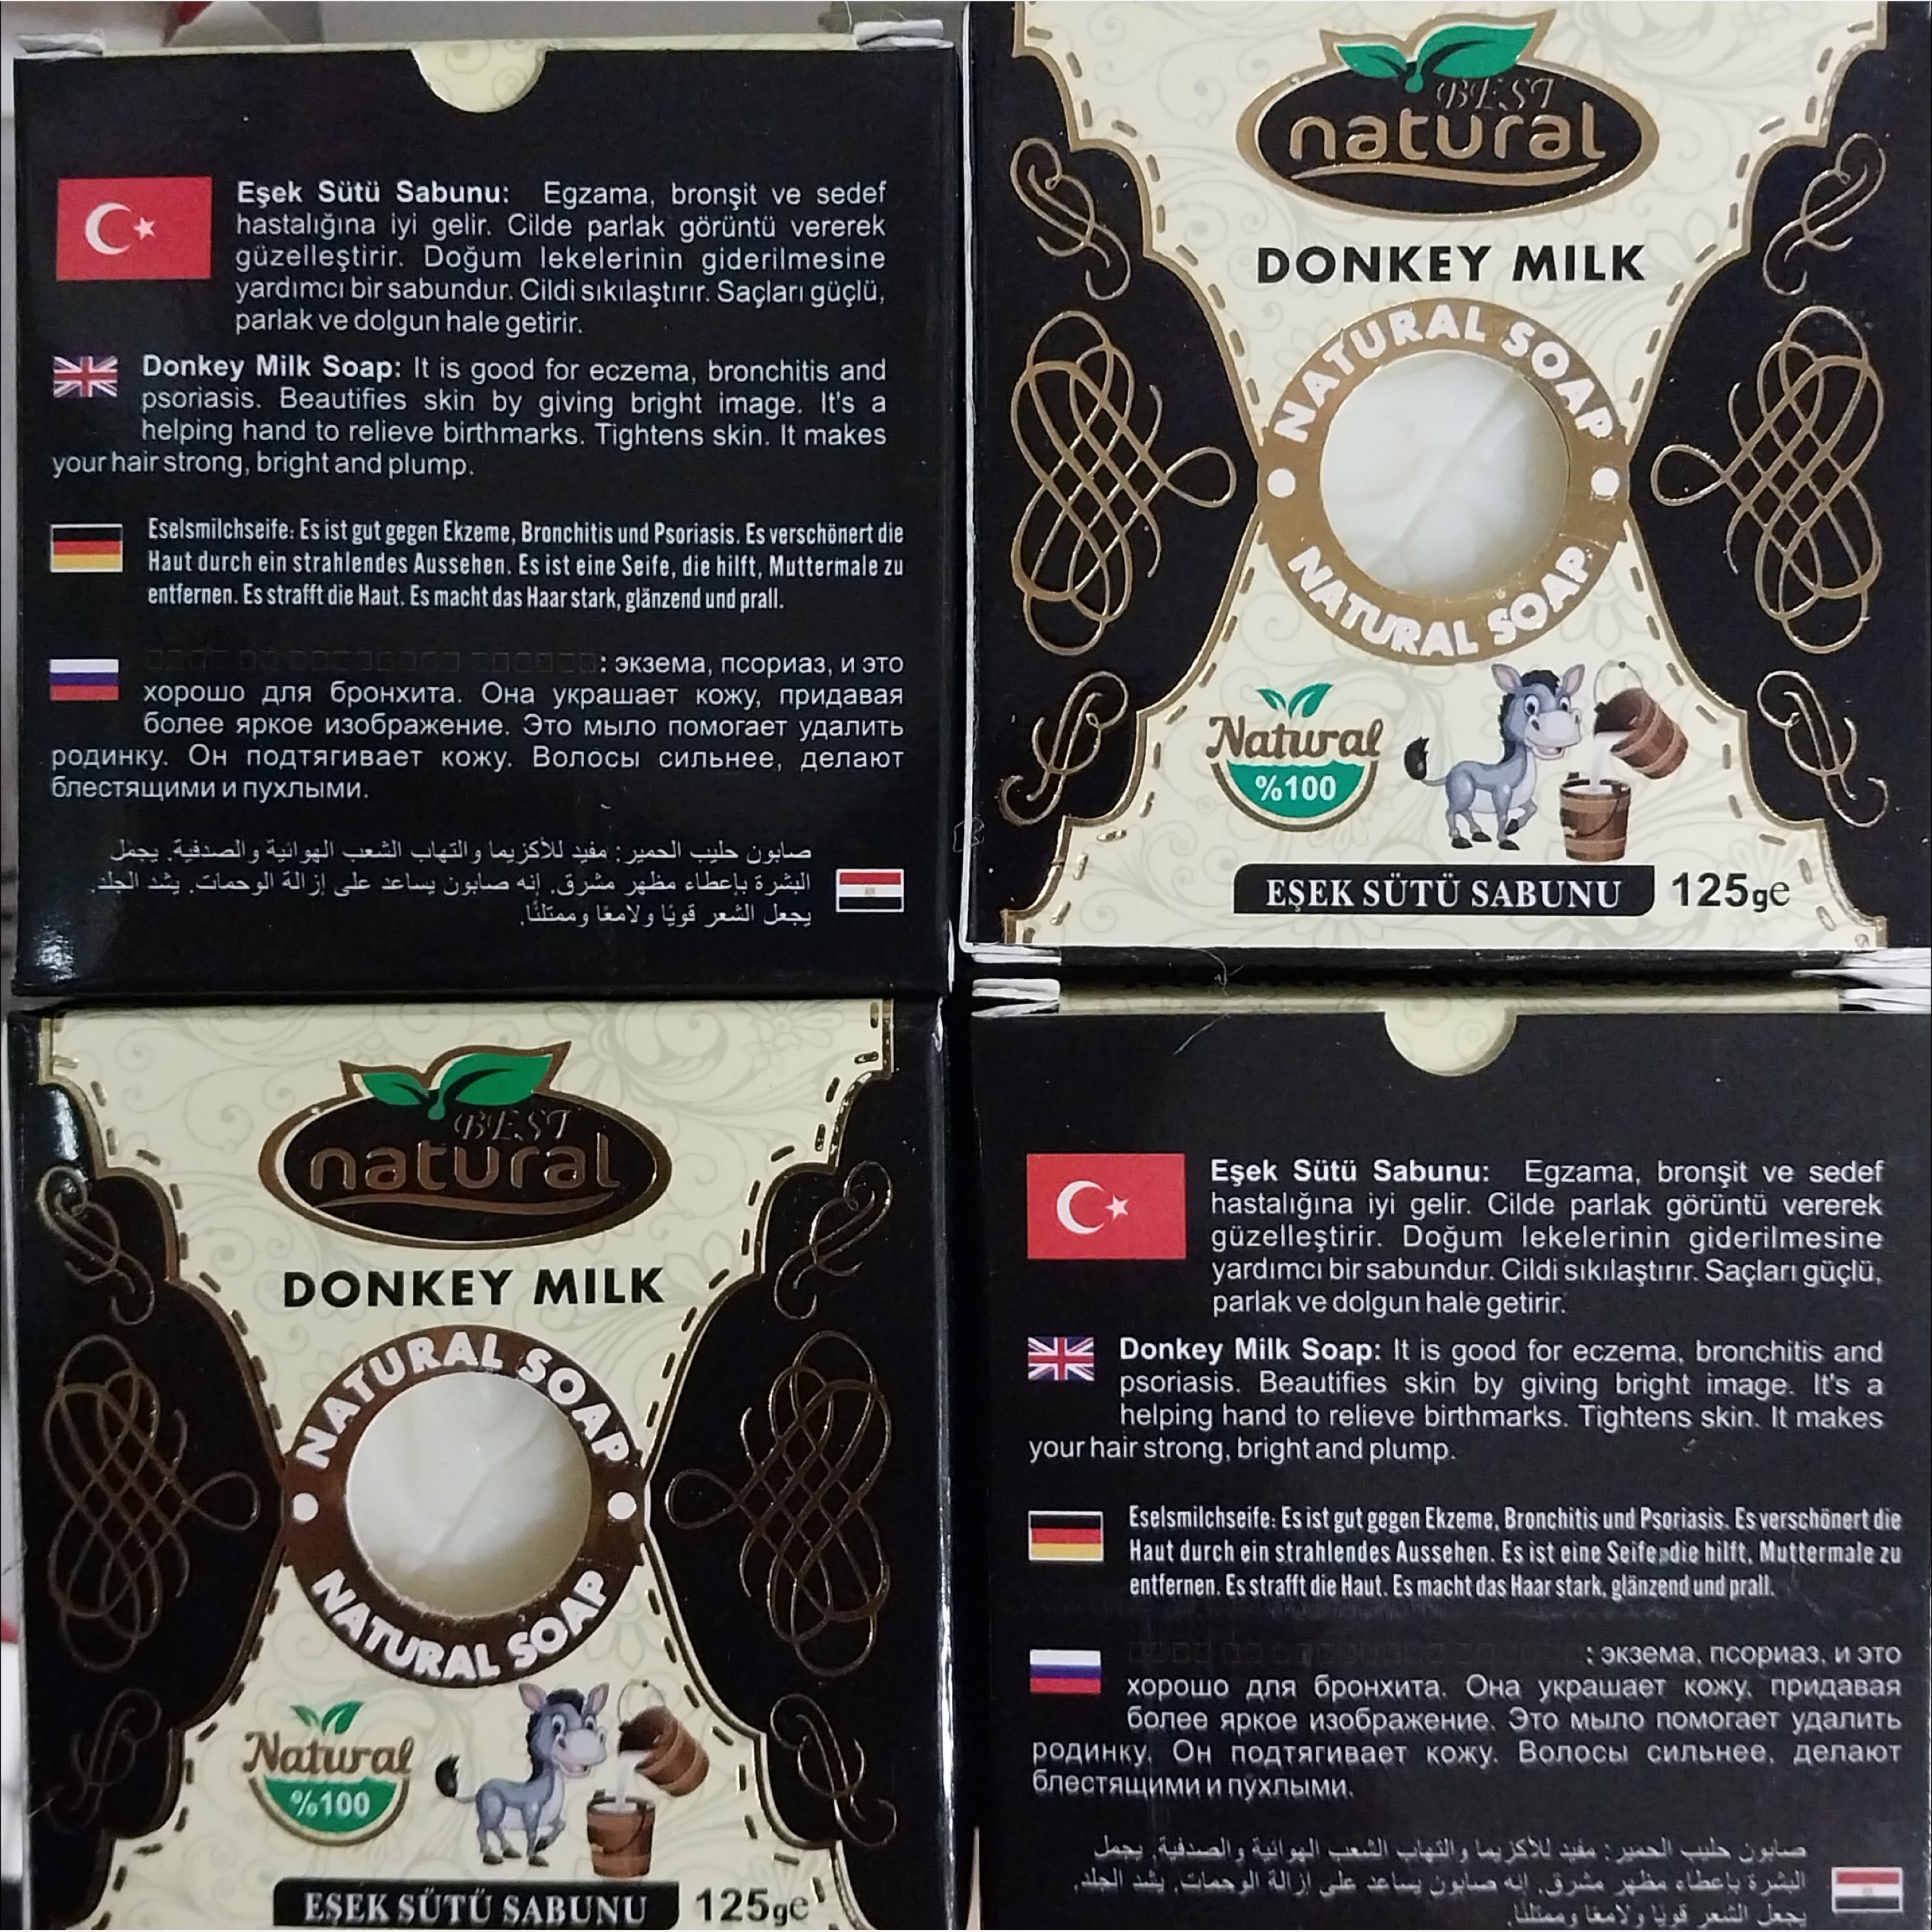 Eşek Sütü Sabunu: Egzama, bronşit ve sedef
hastalığına iyi gelir. Cilde parlak görüntü vererek
güzelleştirir. Doğum lekelerinin giderilmesine
yardımcı bir sabundur. Cildi sıkılaştırır. Saçları güçlü,
parlak ve dolgun hale getirir.
Donkey Milk Soap: It is good for eczema, bronchitis and
psoriasis. Beautifies skin by giving bright image. It's a
helping hand to relieve birthmarks. Tightens skin. It makes
your hair strong, bright and plump.
Eselsmilchseife: Es ist gut gegen Ekzeme, Bronchitis und Psoriasis. Es verschönert die
Haut durch ein strahlendes Aussehen. Es ist eine Seife, die hilft, Muttermale zu
entfernen. Es strafft die Haut. Es macht das Haar stark, glänzend und prall.
: экзема, псориаз, и это
хорошо для бронхита. Она украшает кожу, придавая
более яркое изображение. Это мыло помогает удалить
родинку. Он подтягивает кожу. Волосы сильнее, делают
блестящими и пухлыми.
صابون حليب الحمير: مفيد للأكزيما والتهاب الشعب الهوائية والصدفية. يجمل
البشرة بإعطاء مظهر مشرق. إنه صابون يساعد على إزالة الوحمات. يشد الجلد.
يجعل الشعر قويًا ولامعًا وممتلئًا.
BEST
natural
DONKEY MILK
NATURAL SOAP
NATURAL SOAP
Natural
%100
EŞEK SÜTÜ SABUNU 125ge
BEST
natural
DONKEY MILK
NATURAL SOAP
NATURAL SOAP
Natural
%100
EŞEK SÜTÜ SABUNU 125ge
Eşek Sütü Sabunu: Egzama, bronşit ve sedef
hastalığına iyi gelir. Cilde parlak görüntü vererek
güzelleştirir. Doğum lekelerinin giderilmesine
yardımcı bir sabundur. Cildi sıkılaştırır. Saçları güçlü,
parlak ve dolgun hale getirir.
Donkey Milk Soap: It is good for eczema, bronchitis and
psoriasis. Beautifies skin by giving bright image. It's a
helping hand to relieve birthmarks. Tightens skin. It makes
your hair strong, bright and plump.
Eselsmilchseife: Es ist gut gegen Ekzeme, Bronchitis und Psoriasis. Es verschönert die
Haut durch ein strahlendes Aussehen. Es ist eine Seife, die hilft, Muttermale zu
entfernen. Es strafft die Haut. Es macht das Haar stark, glänzend und prall.
: экзема, псориаз, и это
хорошо для бронхита. Она украшает кожу, придавая
более яркое изображение. Это мыло помогает удалить
родинку. Он подтягивает кожу. Волосы сильнее, делают
блестящими и пухлыми.
صابون حليب الحمير: مفيد للأكزيما والتهاب الشعب الهوائية والصدفية. يجمل
البشرة بإعطاء مظهر مشرق. إنه صابون يساعد على إزالة الوحمات. يشد الجلد.
يجعل الشعر قويًا ولامعًا وممتلئًا.